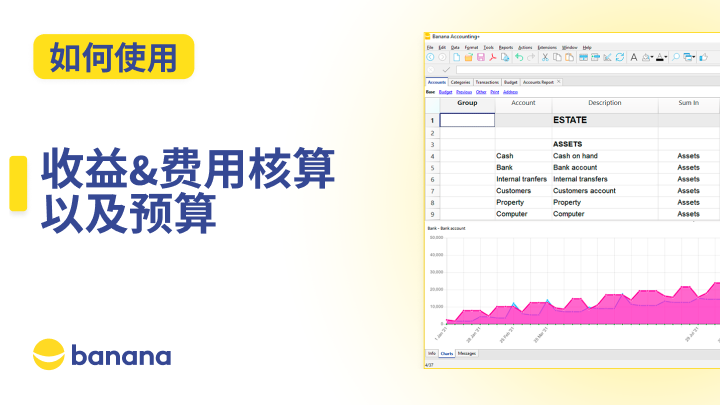 如何使用
收益&费用核算
以及预算
banana
Banana Accounting+
File Edit Data Format Tools Reports Actions Extensions Window Help
Accounts Categories Transactions Budget Accounts Report
Base Budget Previous Other Print Address
Group Account Description Sum In
1 ESTATE
2
3 ASSETS
4 Cash Cash on hand Assets
5 Bank Bank account Assets
6 Internal tranfers Internal transfers Assets
7 Customers Customers account Assets
8 Property Property Assets
9 Computer Computer Assets
Bank - Bank account
50,000
40,000
30,000
20,000
10,000
0
Info Charts Messages
4/37